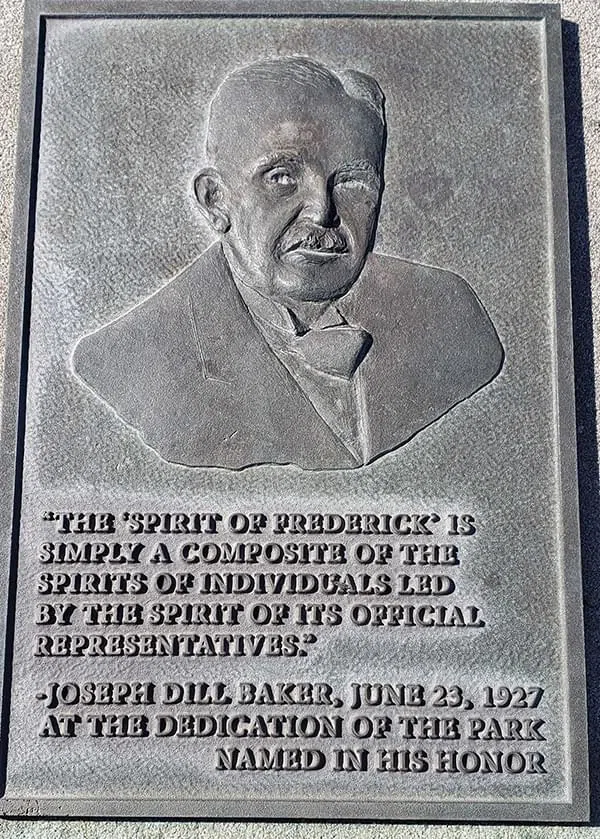 "THE 'SPIRIT OF FREDERICK' IS
SIMPLY A COMPOSITE OF THE
SPIRITS OF INDIVIDUALS LED
BY THE SPIRIT OF ITS OFFICIAL
REPRESENTATIVES."
-JOSEPH DILL BAKER, JUNE 23, 1927
AT THE DEDICATION OF THE PARK
NAMED IN HIS HONOR